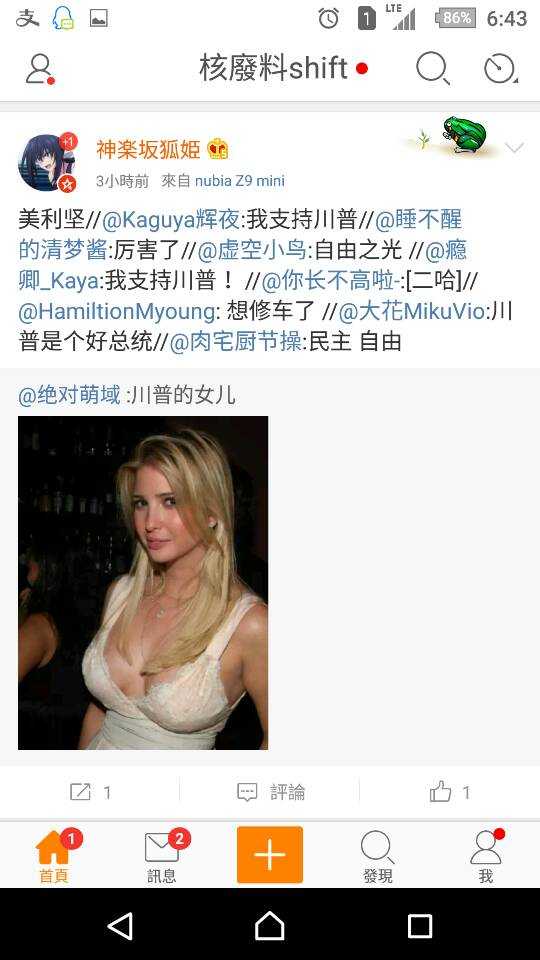 LTE
1
86%
6:43
核廢料shift
+1
神楽坂狐姬
3小時前 來自 nubia Z9 mini
美利坚//@Kaguya辉夜:我支持川普//@睡不醒
的清梦酱:厉害了//@虚空小鸟:自由之光 //@瘾
卿_Kaya:我支持川普！ //@你长不高啦-:[二哈]//
@HamiltionMyoung: 想修车了 //@大花MikuVio:川
普是个好总统//@肉宅厨节操:民主 自由
@绝对萌域 :川普的女儿
1 評論 1
1 2
首頁 訊息 發現 我